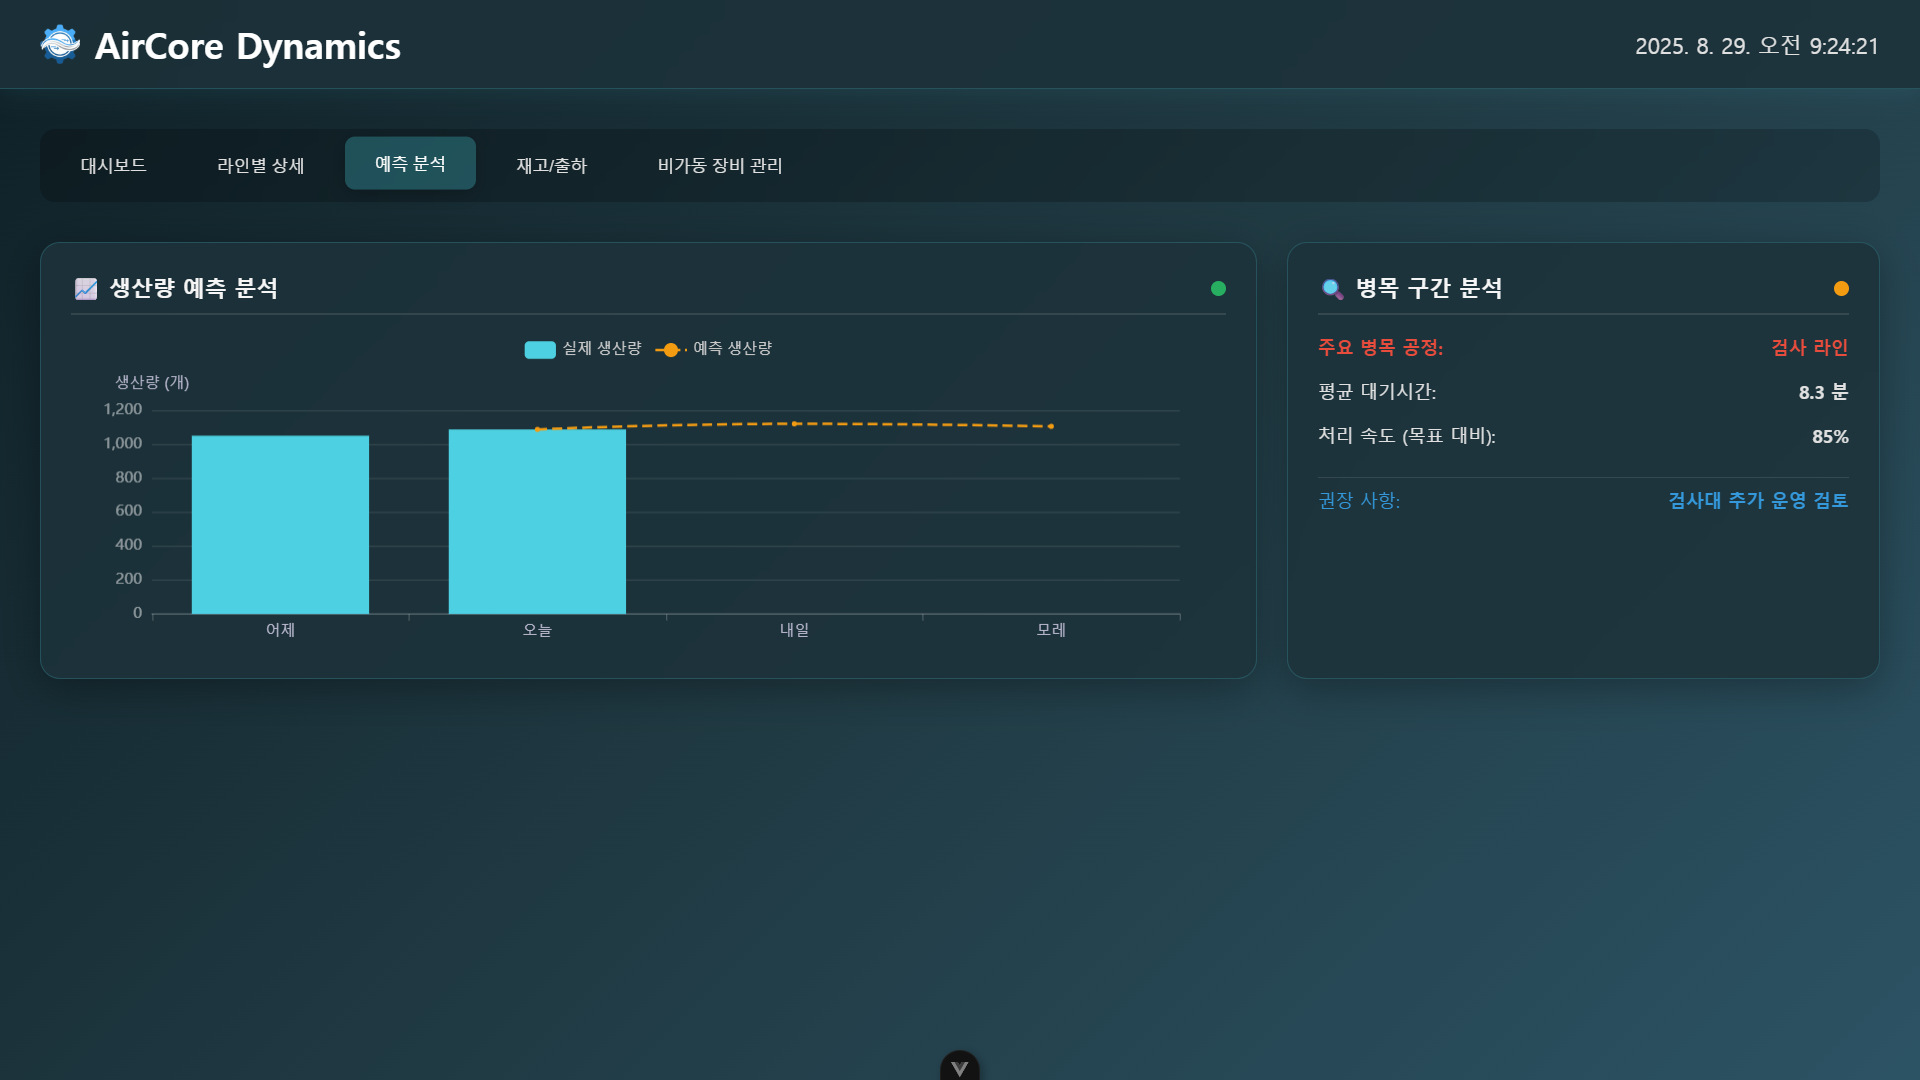 AirCore Dynamics
2025. 8. 29. 오전 9:24:21
대시보드
라인별 상세
예측 분석
재고/출하
비가동 장비 관리
생산량 예측 분석
실제 생산량
예측 생산량
생산량 (개)
1,200
1,000
800
600
400
200
0
어제
오늘
내일
모레
병목 구간 분석
주요 병목 공정: 검사 라인
평균 대기시간: 8.3 분
처리 속도 (목표 대비): 85%
권장 사항: 검사대 추가 운영 검토